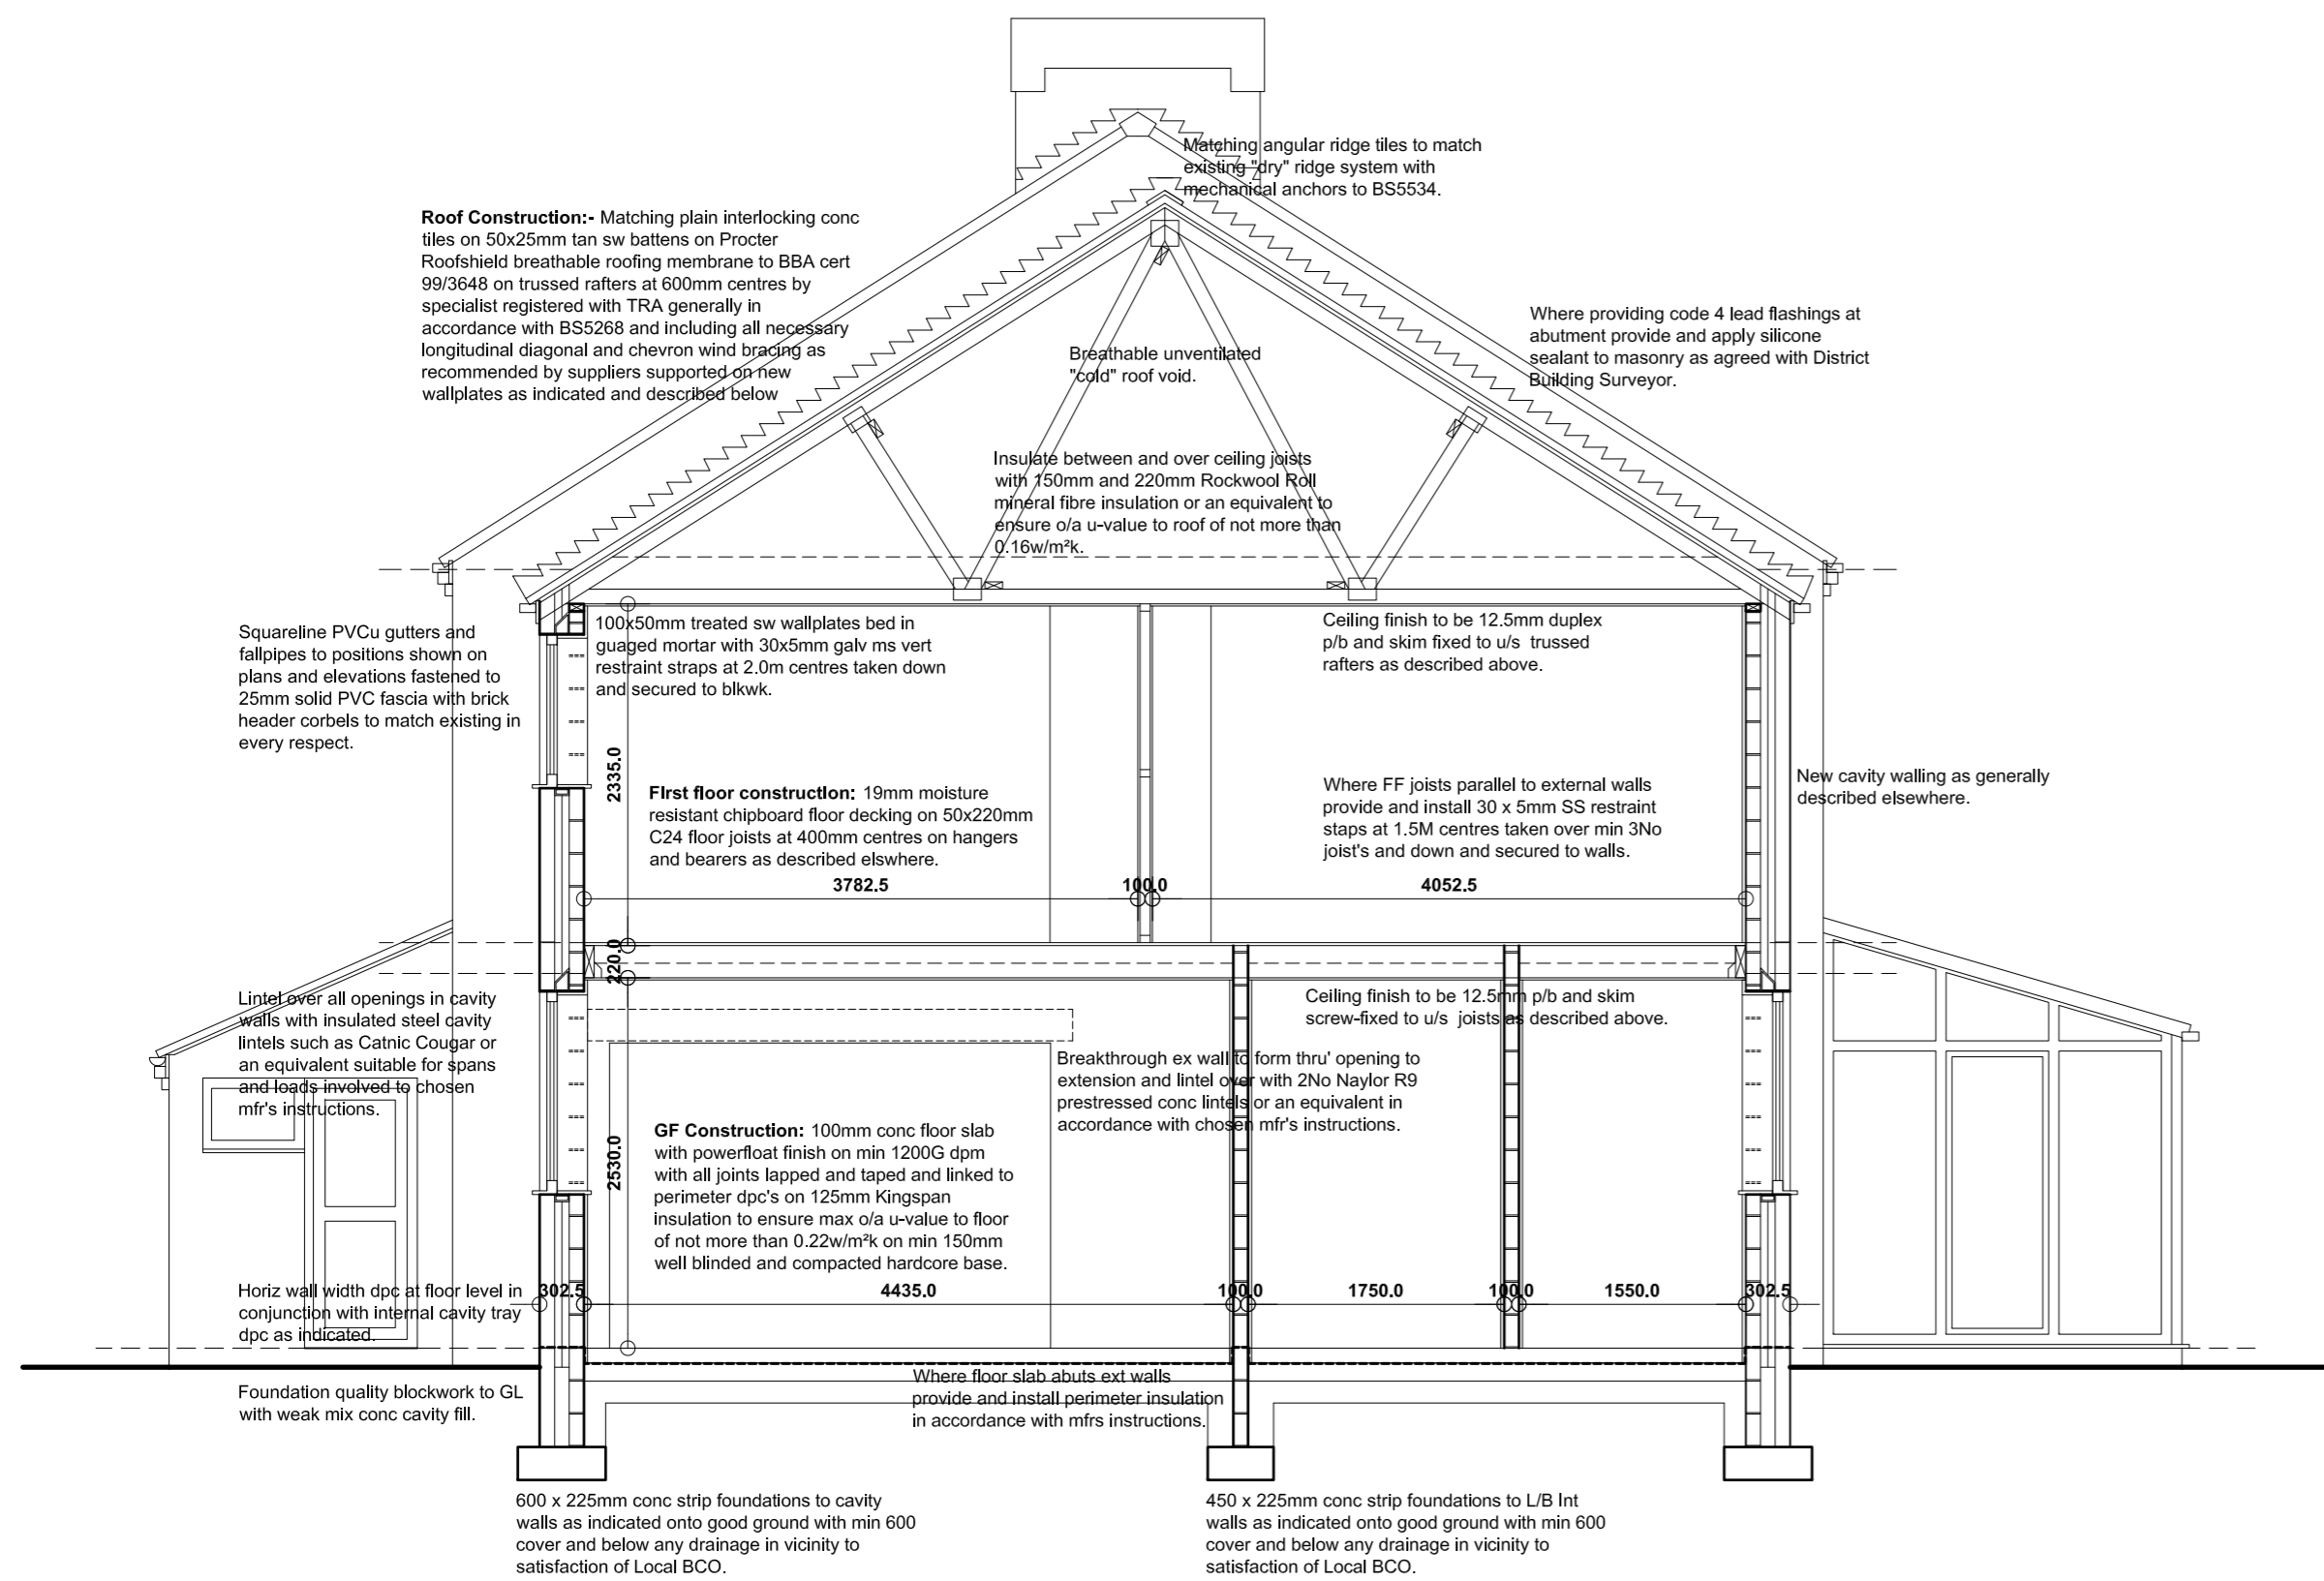 Matching angular ridge tiles to match
existing "dry" ridge system with
mechanical anchors to BS5534.
Roof Construction:- Matching plain interlocking conc
tiles on 50x25mm tan sw battens on Procter
Roofshield breathable roofing membrane to BBA cert
99/3648 on trussed rafters at 600mm centres by
specialist registered with TRA generally in
accordance with BS5268 and including all necessary
longitudinal diagonal and chevron wind bracing as
recommended by suppliers supported on new
wallplates as indicated and described below
Where providing code 4 lead flashings at
abutment provide and apply silicone
sealant to masonry as agreed with District
Building Surveyor.
Breathable unventilated
"cold" roof void.
Insulate between and over ceiling joists
with 150mm and 220mm Rockwool Roll
mineral fibre insulation or an equivalent to
ensure o/a u-value to roof of not more than
0.16w/m²k.
Squareline PVCu gutters and
fallpipes to positions shown on
plans and elevations fastened to
25mm solid PVC fascia with brick
header corbels to match existing in
every respect.
100x50mm treated sw wallplates bed in
guaged mortar with 30x5mm galv ms vert
restraint straps at 2.0m centres taken down
and secured to blkwk.
Ceiling finish to be 12.5mm duplex
p/b and skim fixed to u/s trussed
rafters as described above.
2335.0
First floor construction: 19mm moisture
resistant chipboard floor decking on 50x220mm
C24 floor joists at 400mm centres on hangers
and bearers as described elswhere.
Where FF joists parallel to external walls
provide and install 30 x 5mm SS restraint
staps at 1.5M centres taken over min 3No
joist's and down and secured to walls.
New cavity walling as generally
described elsewhere.
3782.5
100.0
4052.5
220.0
Lintel over all openings in cavity
walls with insulated steel cavity
lintels such as Catnic Cougar or
an equivalent suitable for spans
and loads involved to chosen
mfr's instructions.
Ceiling finish to be 12.5mm p/b and skim
screw-fixed to u/s joists as described above.
Breakthrough ex wall to form thru' opening to
extension and lintel over with 2No Naylor R9
prestressed conc lintels or an equivalent in
accordance with chosen mfr's instructions.
2530.0
GF Construction: 100mm conc floor slab
with powerfloat finish on min 1200G dpm
with all joints lapped and taped and linked to
perimeter dpc's on 125mm Kingspan
insulation to ensure max o/a u-value to floor
of not more than 0.22w/m²k on min 150mm
well blinded and compacted hardcore base.
Horiz wall width dpc at floor level in
conjunction with internal cavity tray
dpc as indicated.
302.5
4435.0
100.0
1750.0
100.0
1550.0
302.5
Foundation quality blockwork to GL
with weak mix conc cavity fill.
Where floor slab abuts ext walls
provide and install perimeter insulation
in accordance with mfrs instructions.
600 x 225mm conc strip foundations to cavity
walls as indicated onto good ground with min 600
cover and below any drainage in vicinity to
satisfaction of Local BCO.
450 x 225mm conc strip foundations to L/B Int
walls as indicated onto good ground with min 600
cover and below any drainage in vicinity to
satisfaction of Local BCO.